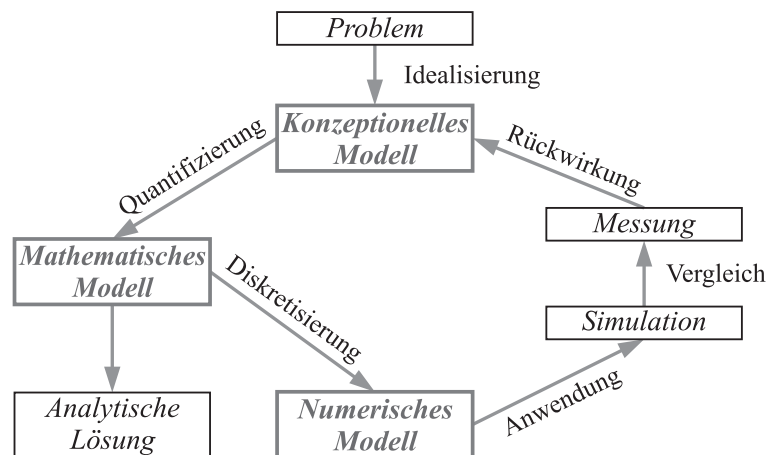 Problem
Idealisierung
Konzeptionelles
Modell
Quantifizierung
Rückwirkung
Messung
Mathematisches
Modell
Diskretisierung
Vergleich
Simulation
Analytische
Lösung
Numerisches
Modell
Anwendung